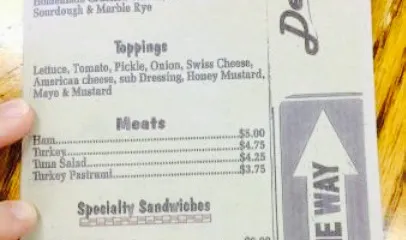 Sourdough & Marble Rye
Toppings
Lettuce, Tomato, Pickle, Onion, Swiss Cheese,
American cheese, sub Dressing, Honey Mustard,
Mayo & Mustard
Meats
Ham $5.00
Turkey $4.75
Tuna Salad $4.25
Turkey Pastrami $3.75
Specialty Sandwiches
De
E WAY